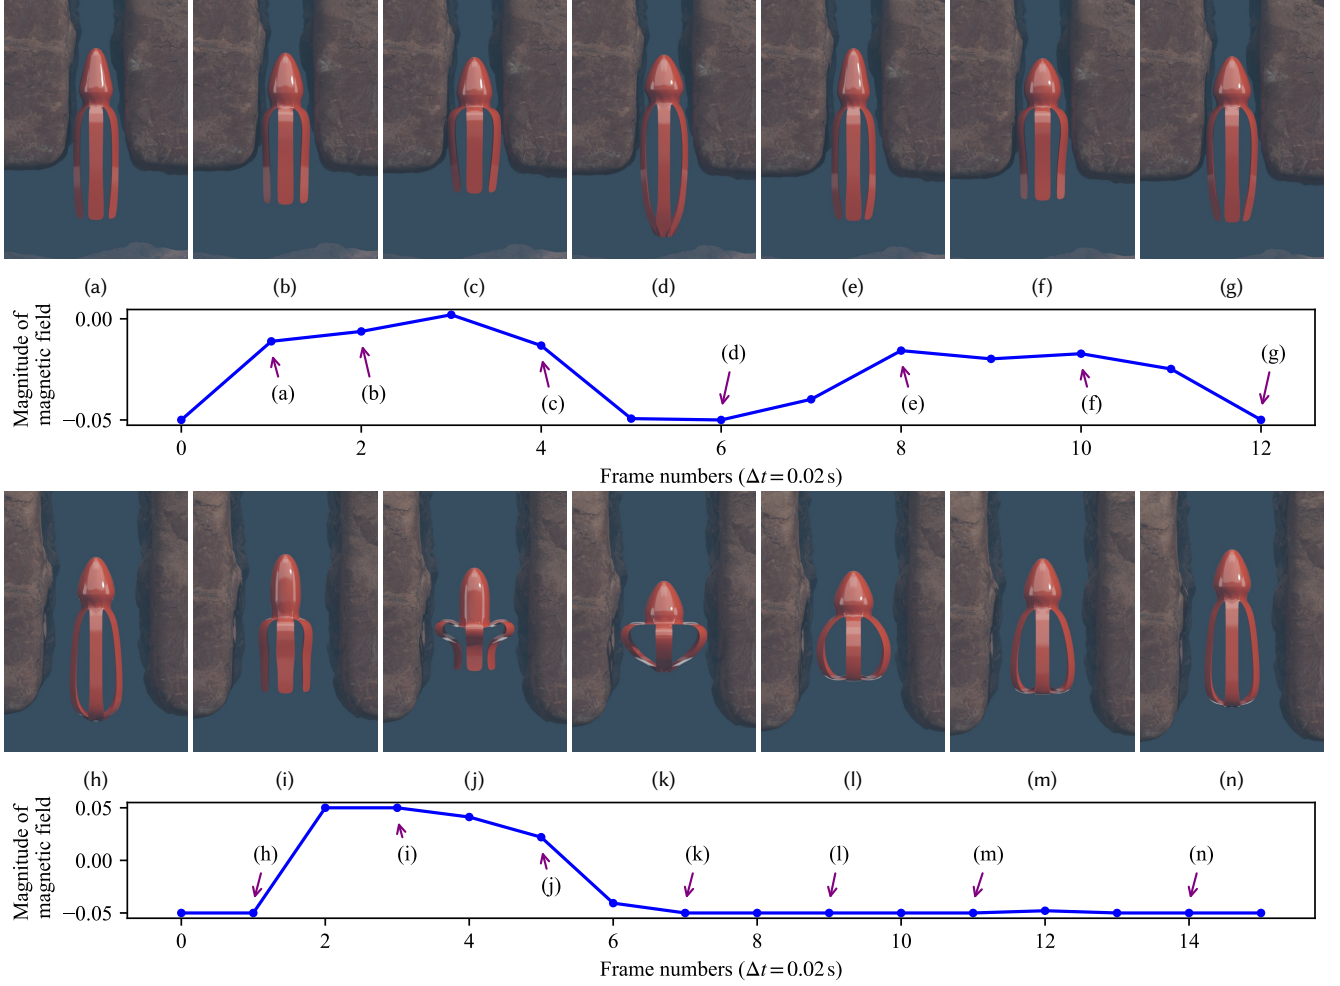 (a) (b) (c) (d) (e) (f) (g)
Magnitude of
magnetic field
0.00
−0.05
(a) (b) (c) (d) (e) (f) (g)
0 2 4 6 8 10 12
Frame numbers (Δt = 0.02 s)
(h) (i) (j) (k) (l) (m) (n)
Magnitude of
magnetic field
0.05
0.00
−0.05
(h) (i) (j) (k) (l) (m) (n)
0 2 4 6 8 10 12 14
Frame numbers (Δt = 0.02 s)